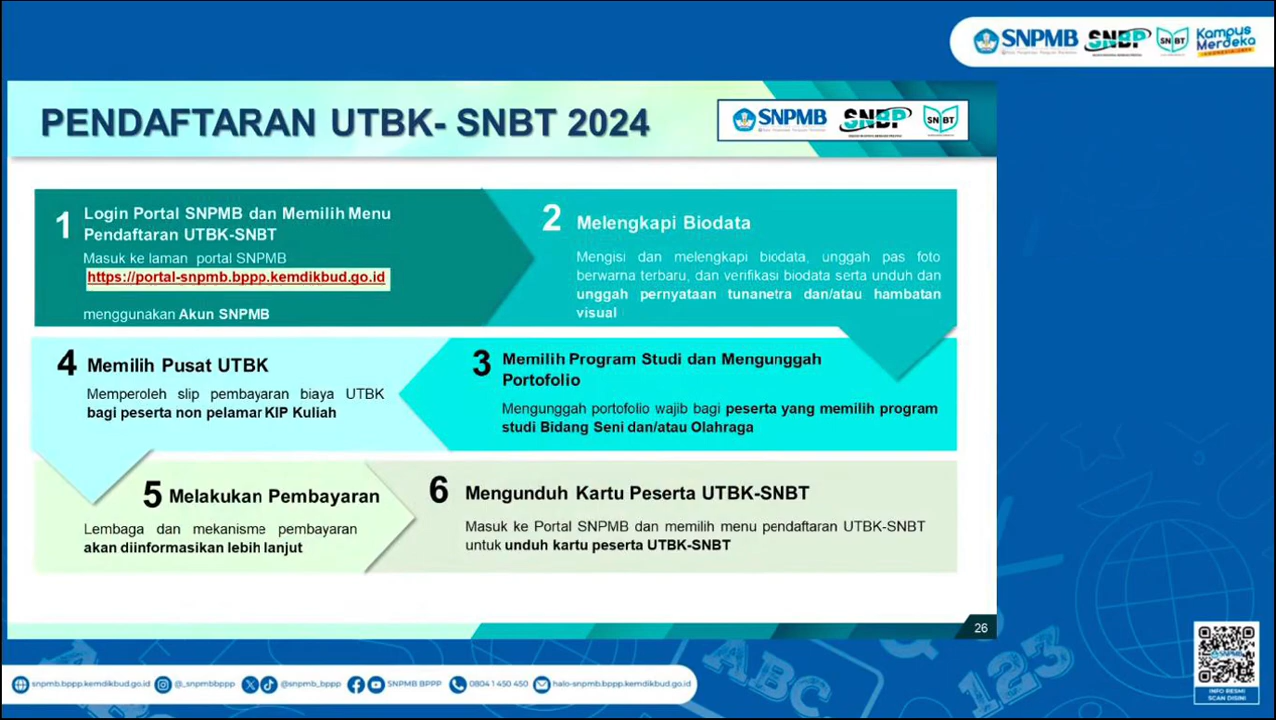 SNPMB
SNBP
SNBT
Kampus
Merdeka
PENDAFTARAN UTBK- SNBT 2024
SNPMB
SNBP
SNBT
1
Login Portal SNPMB dan Memilih Menu
Pendaftaran UTBK-SNBT
Masuk ke laman portal SNPMB
https://portal-snpmb.bppp.kemdikbud.go.id
menggunakan Akun SNPMB
2
Melengkapi Biodata
Mengisi dan melengkapi biodata, unggah pas foto
berwarna terbaru, dan verifikasi biodata serta unduh dan
unggah pernyataan tunanetra dan/atau hambatan
visual
3
Memilih Program Studi dan Mengunggah
Portofolio
Mengunggah portofolio wajib bagi peserta yang memilih program
studi Bidang Seni dan/atau Olahraga
4
Memilih Pusat UTBK
Memperoleh slip pembayaran biaya UTBK
bagi peserta non pelamar KIP Kuliah
5
Melakukan Pembayaran
Lembaga dan mekanisme pembayaran
akan diinformasikan lebih lanjut
6
Mengunduh Kartu Peserta UTBK-SNBT
Masuk ke Portal SNPMB dan memilih menu pendaftaran UTBK-SNBT
untuk unduh kartu peserta UTBK-SNBT
26
ABC
123
snpmb.bppp.kemdikbud.go.id
@_snpmbbppp
@snpmb_bppp
SNPMB BPPP
0804 1 450 450
halo-snpmb.bppp.kemdikbud.go.id
INFO RESMI
SCAN DISINI